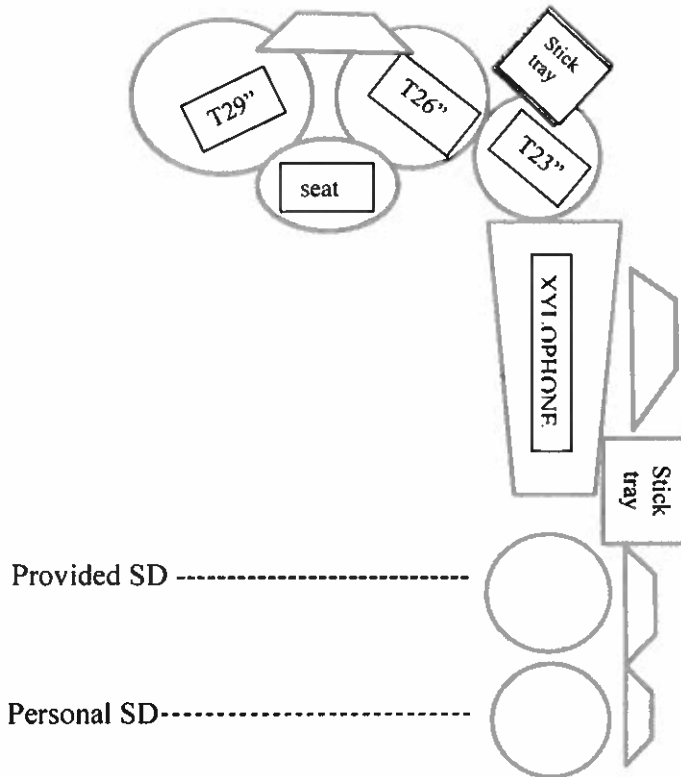 Stick
tray
T29”
T26”
T23”
seat
XYLOPHONE
Stick
tray
Provided SD
Personal SD